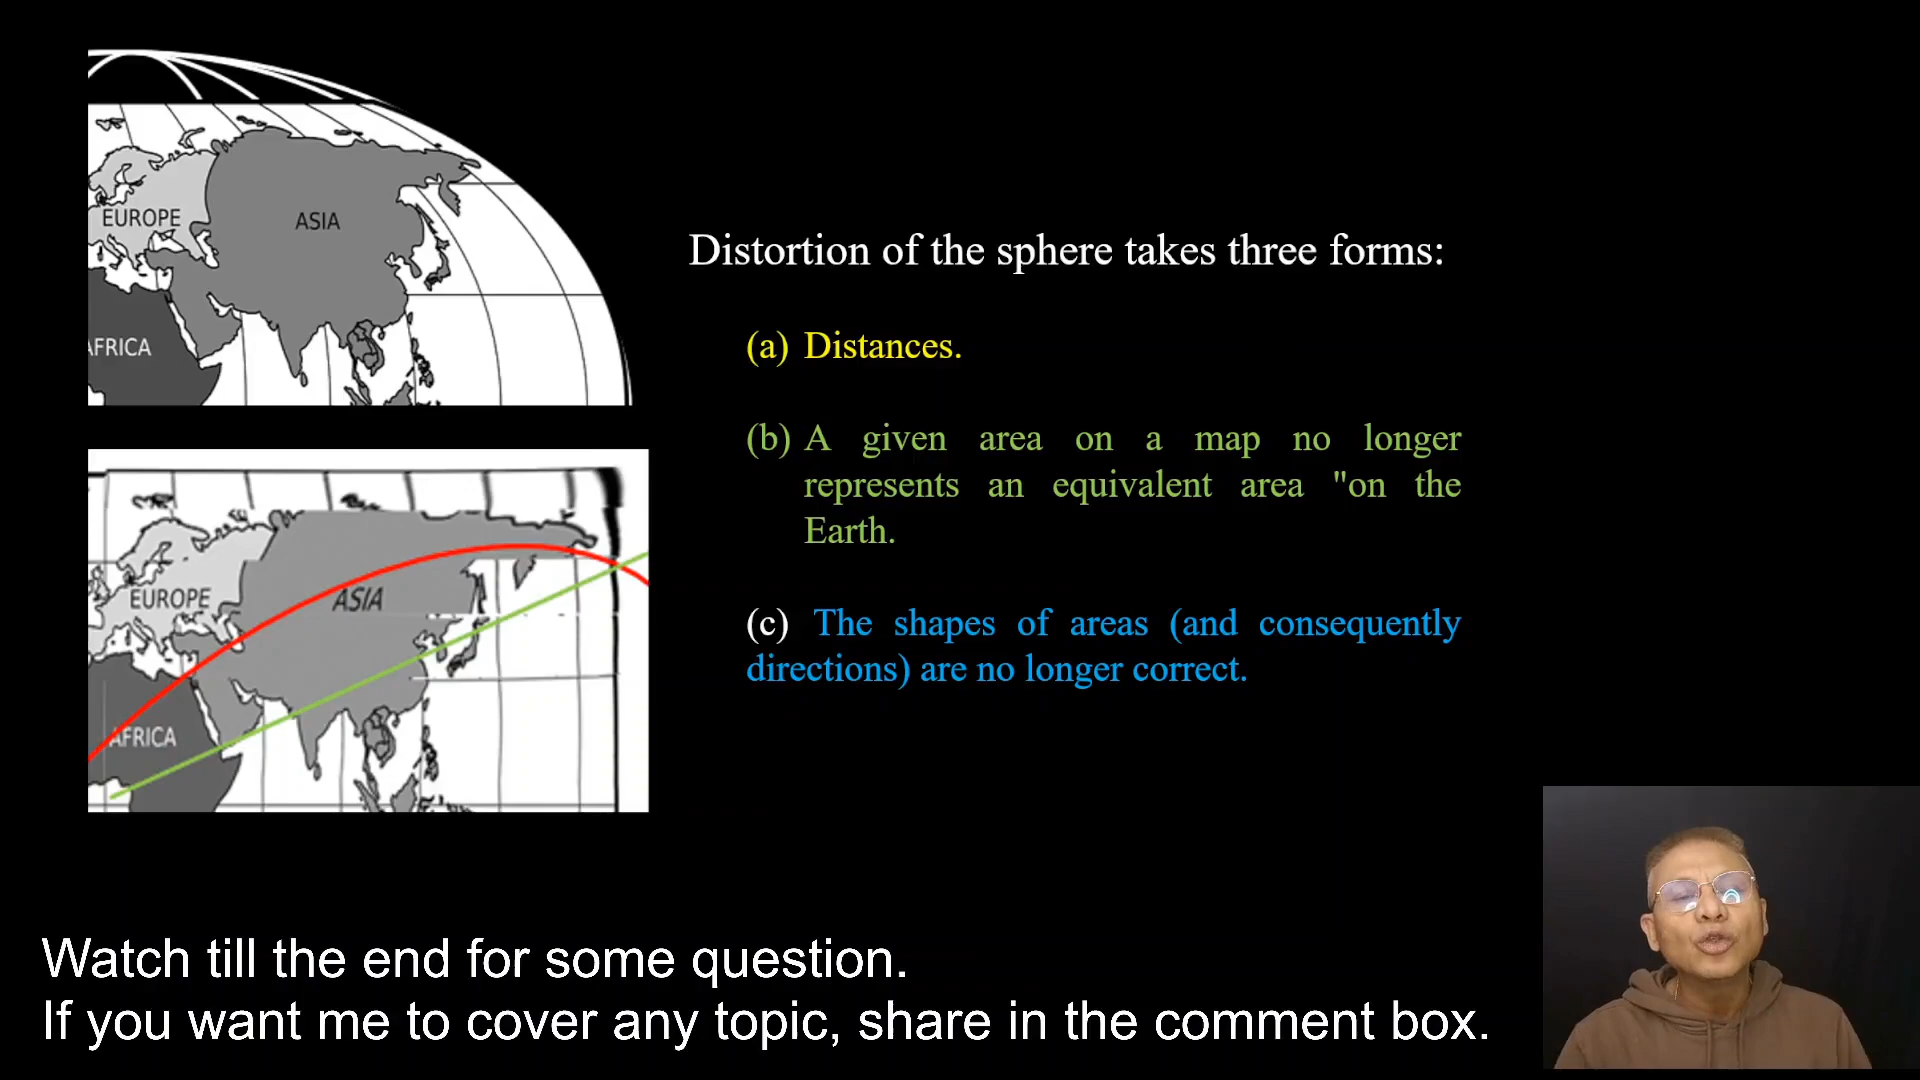 EUROPE
ASIA
AFRICA
EUROPE
ASIA
AFRICA
Distortion of the sphere takes three forms:
(a) Distances.
(b) A given area on a map no longer
represents an equivalent area "on the
Earth.
(c) The shapes of areas (and consequently
directions) are no longer correct.
Watch till the end for some question.
If you want me to cover any topic, share in the comment box.